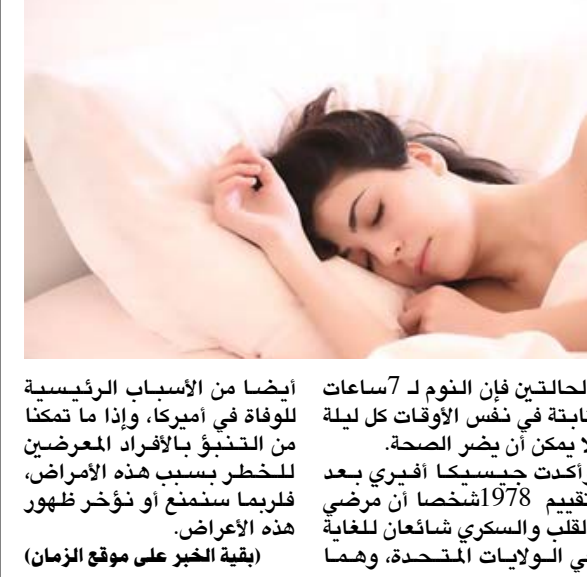 الحالتين فإن النوم لـ 7ساعات
ثابتة في نفس الأوقات كل ليلة
لا يمكن أن يضر الصحة.
وأكدت جيسيكا أفيري بعد
تقييم 1978شخصا أن مرضي
القلب والسكري شائعان للغاية
في الولايات المتحدة، وهما
أيضا من الأسباب الرئيسية
للوفاة في أميركا، وإذا ما تمكنا
من التنبؤ بالأفراد المعرضين
للخطر بسبب هذه الأمراض،
فلربما سنمنع أو نؤخر ظهور
هذه الأعراض.
(بقية الخبر على موقع الزمان)